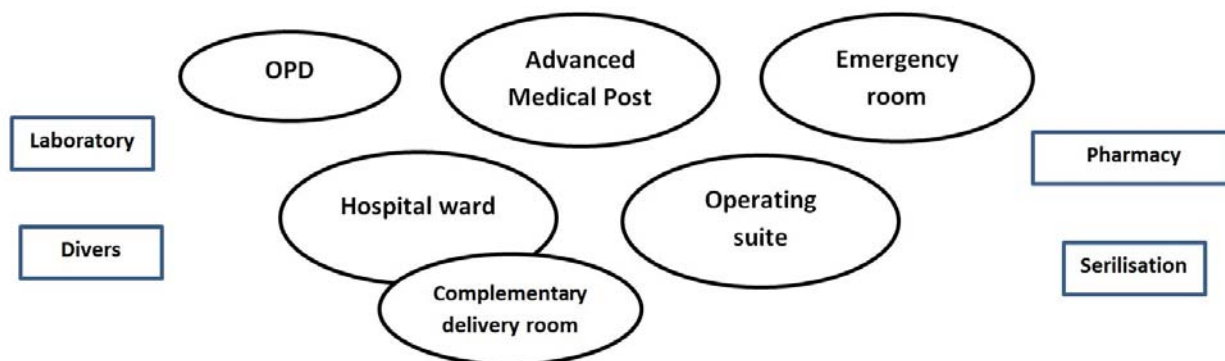 OPD
Advanced
Medical Post
Emergency
room
Laboratory
Pharmacy
Hospital ward
Operating
suite
Divers
Serilisation
Complementary
delivery room